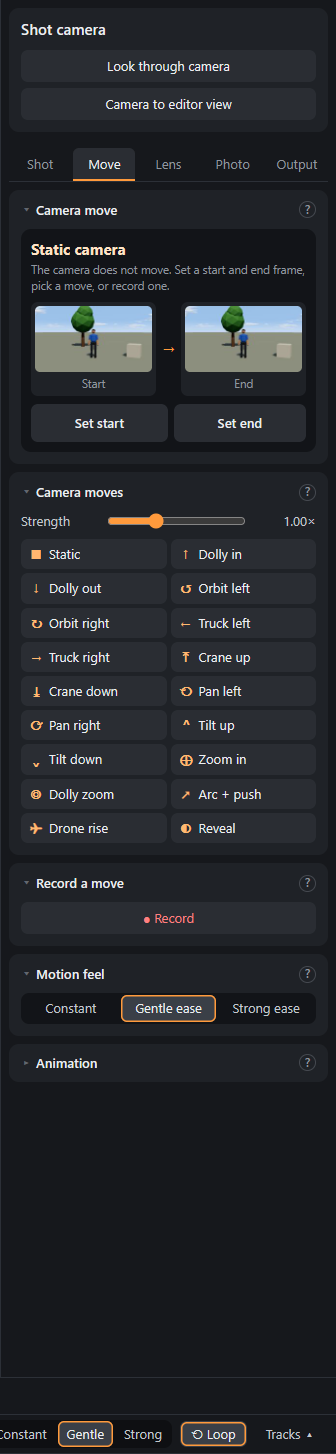 Shot camera
Look through camera
Camera to editor view
Shot Move Lens Photo Output
Camera move ?
Static camera
The camera does not move. Set a start and end frame,
pick a move, or record one.
→
Start End
Set start Set end
Camera moves ?
Strength 1.00×
■ Static ↑ Dolly in
↓ Dolly out ↺ Orbit left
↻ Orbit right ← Truck left
→ Truck right ⤒ Crane up
⤓ Crane down ⟲ Pan left
⟳ Pan right ˄ Tilt up
˅ Tilt down ⊕ Zoom in
◍ Dolly zoom ↗ Arc + push
✈ Drone rise ◐ Reveal
Record a move ?
● Record
Motion feel ?
Constant Gentle ease Strong ease
Animation ?
Constant Gentle Strong ⟲ Loop Tracks ▲